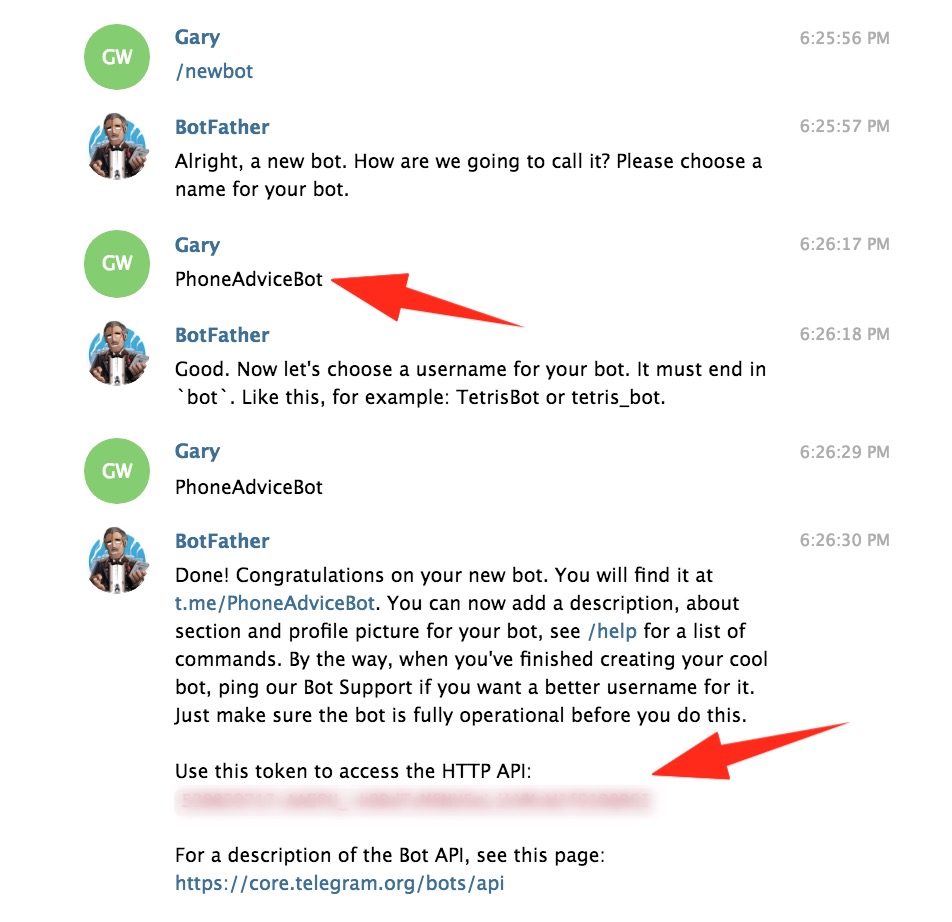 GW
Gary
6:25:56 PM
/newbot
BotFather
6:25:57 PM
Alright, a new bot. How are we going to call it? Please choose a
name for your bot.
GW
Gary
6:26:17 PM
PhoneAdviceBot
BotFather
6:26:18 PM
Good. Now let's choose a username for your bot. It must end in
`bot`. Like this, for example: TetrisBot or tetris_bot.
GW
Gary
6:26:29 PM
PhoneAdviceBot
BotFather
6:26:30 PM
Done! Congratulations on your new bot. You will find it at
t.me/PhoneAdviceBot. You can now add a description, about
section and profile picture for your bot, see /help for a list of
commands. By the way, when you've finished creating your cool
bot, ping our Bot Support if you want a better username for it.
Just make sure the bot is fully operational before you do this.
Use this token to access the HTTP API:
For a description of the Bot API, see this page:
https://core.telegram.org/bots/api